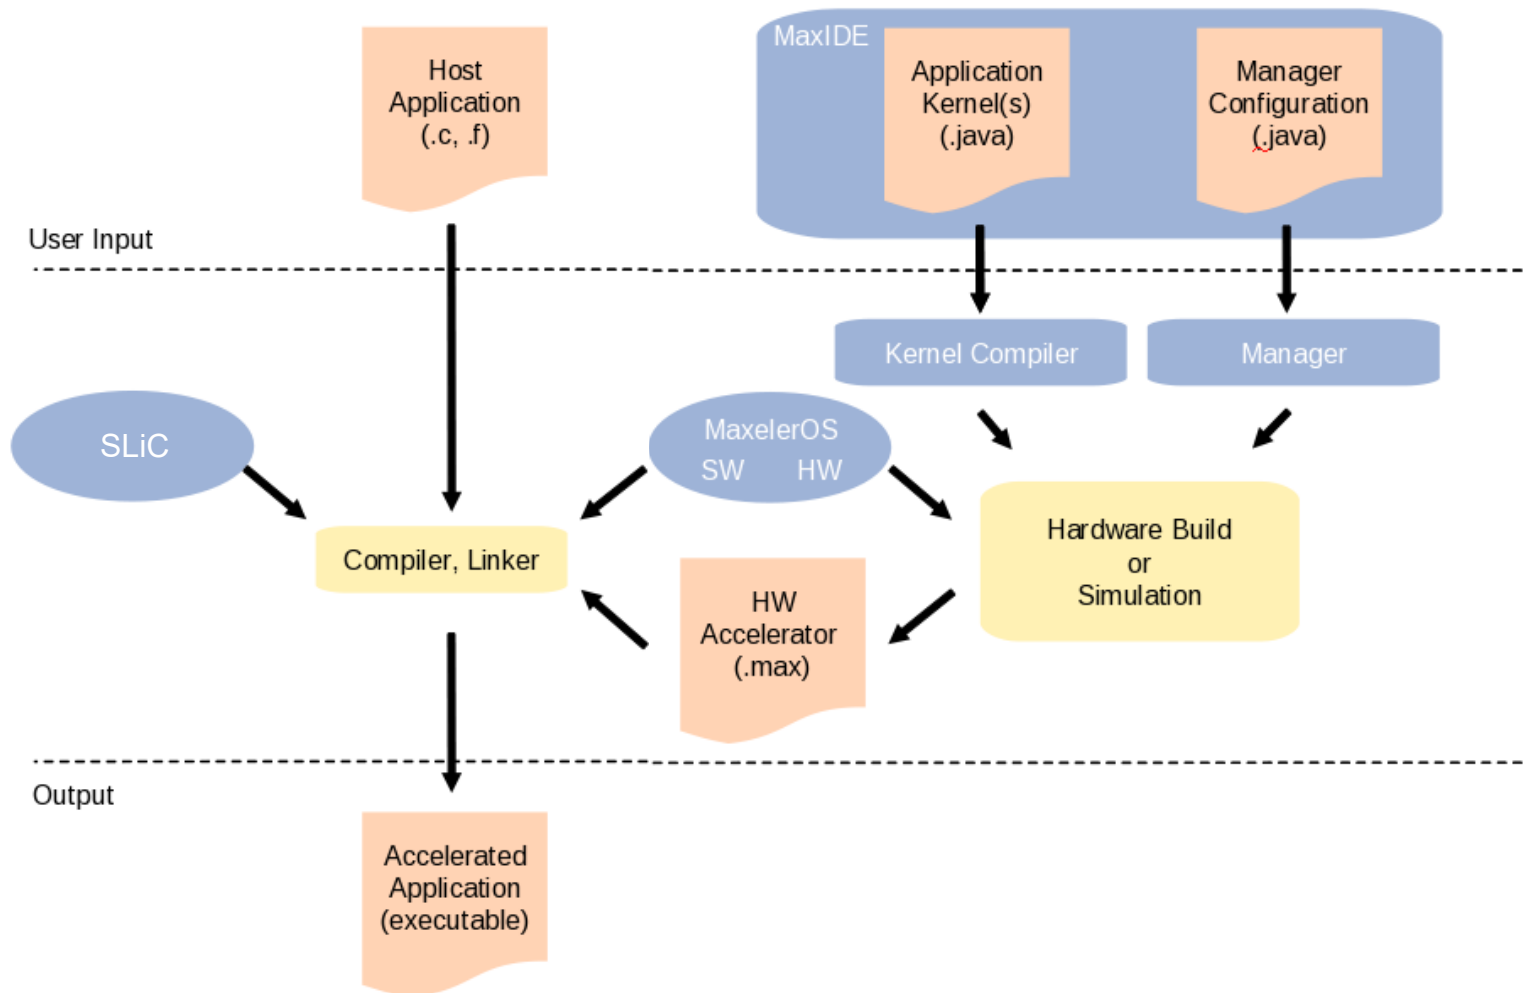 MaxIDE
Host
Application
(.c, .f)
Application
Kernel(s)
(.java)
Manager
Configuration
(.java)
User Input
Kernel Compiler
Manager
SLiC
MaxelerOS
SW HW
Compiler, Linker
Hardware Build
or
Simulation
HW
Accelerator
(.max)
Output
Accelerated
Application
(executable)